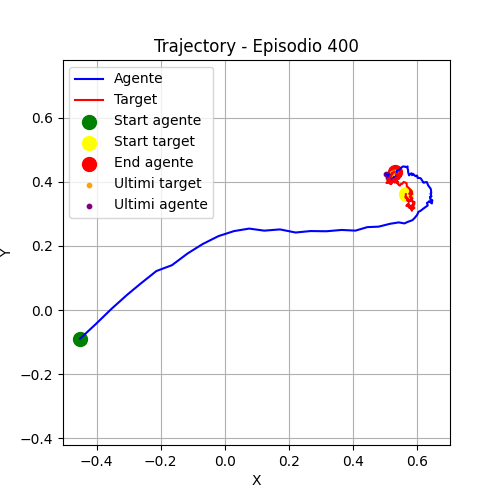 Trajectory - Episodio 400
Agente
Target
Start agente
Start target
End agente
Ultimi target
Ultimi agente
0.6
0.4
0.2
0.0
−0.2
−0.4
Y
−0.4 −0.2 0.0 0.2 0.4 0.6
X